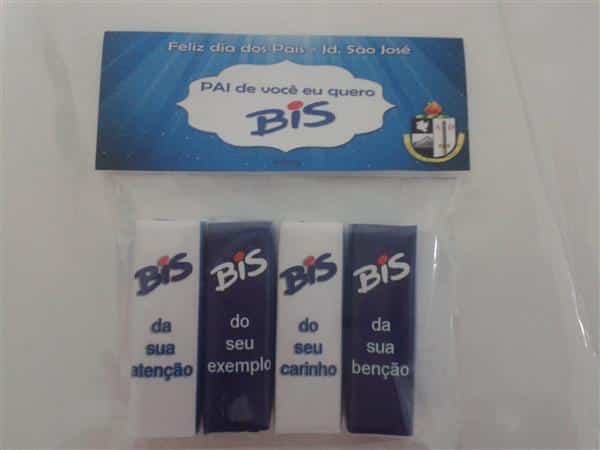 Feliz dia dos Pais - Jd. São José
PAI de você eu quero
BiS
A D
BiS
da
sua
atenção
BiS
do
seu
exemplo
BiS
do
seu
carinho
BiS
da
sua
benção